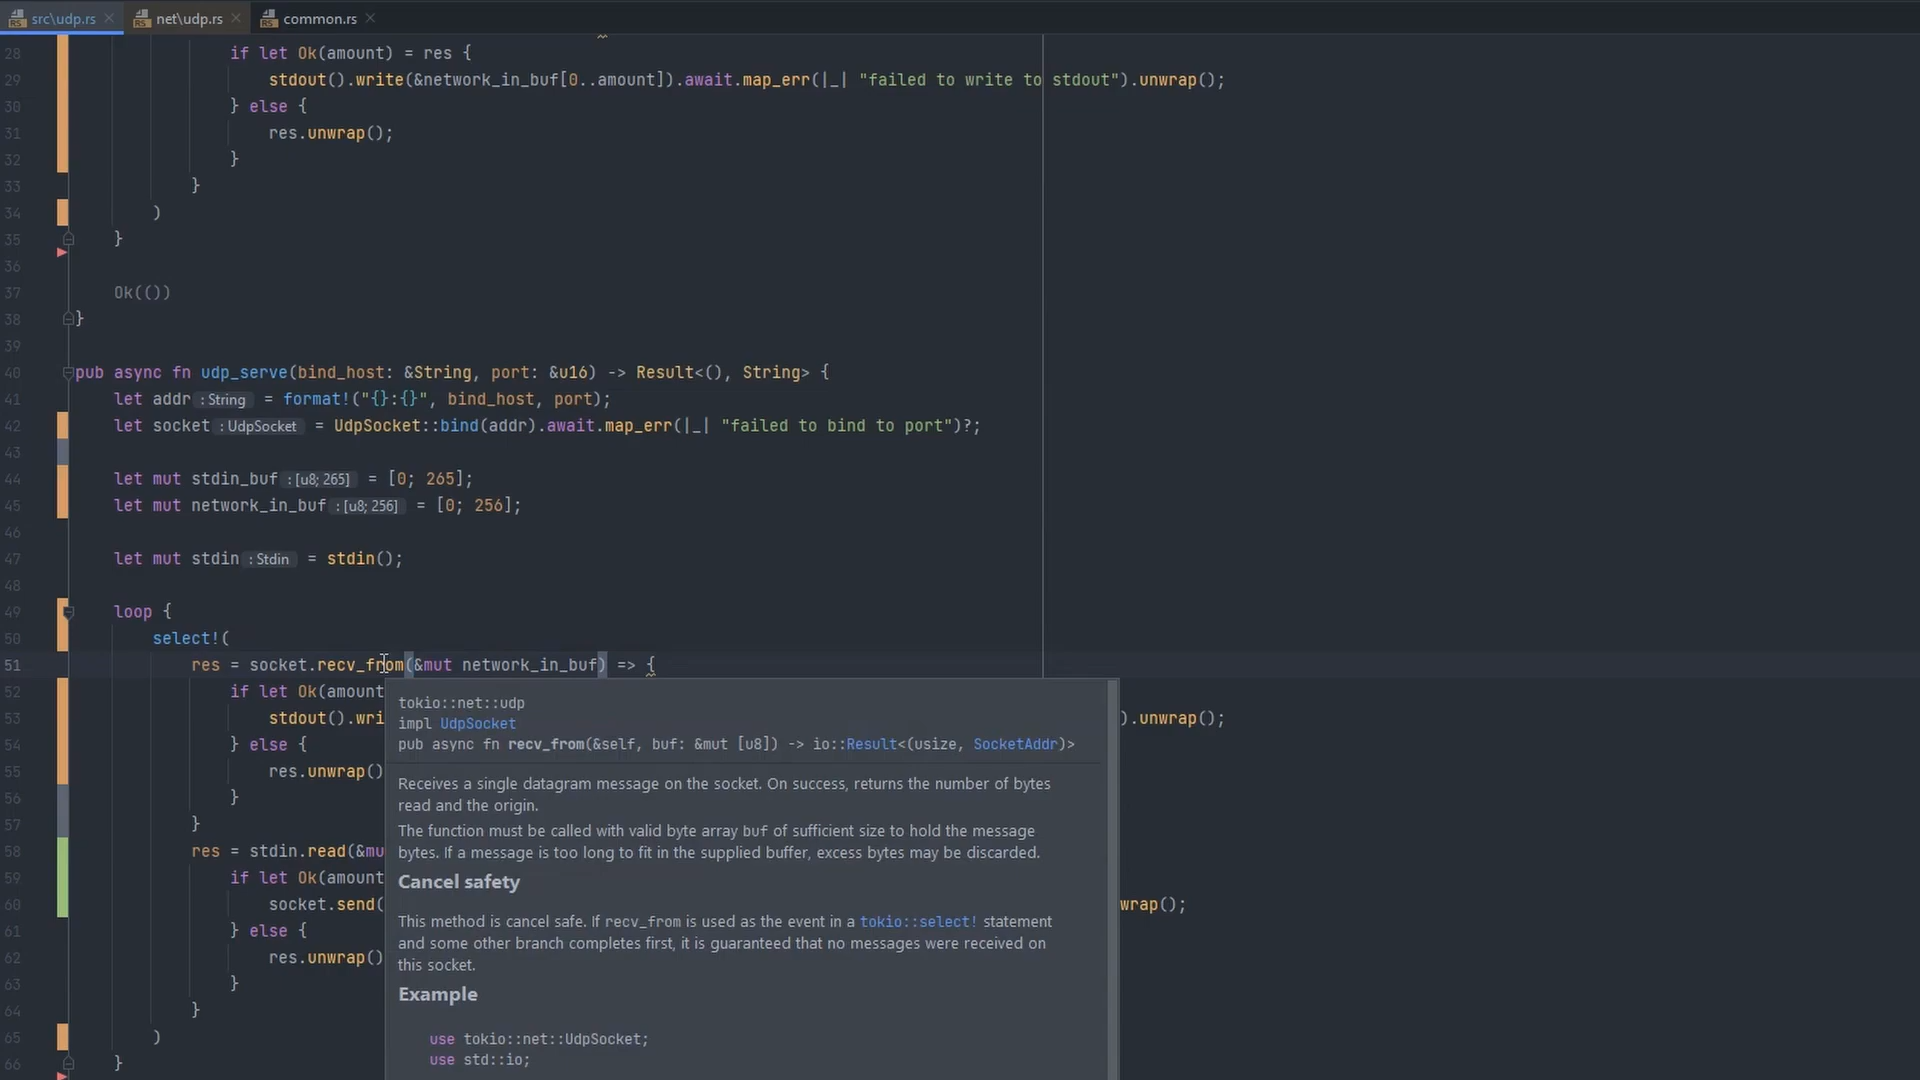 src\udp.rs
net\udp.rs
common.rs
28 if let Ok(amount) = res {
29 stdout().write(&network_in_buf[0..amount]).await.map_err(|_| "failed to write to stdout").unwrap();
30 } else {
31 res.unwrap();
32 }
33 }
34 )
35 }
36
37 Ok(())
38 }
39
40 pub async fn udp_serve(bind_host: &String, port: &u16) -> Result<(), String> {
41 let addr : String = format!("{}:{}", bind_host, port);
42 let socket : UdpSocket = UdpSocket::bind(addr).await.map_err(|_| "failed to bind to port")?;
43
44 let mut stdin_buf : [u8; 265] = [0; 265];
45 let mut network_in_buf : [u8; 256] = [0; 256];
46
47 let mut stdin : Stdin = stdin();
48
49 loop {
50 select!(
51 res = socket.recv_from(&mut network_in_buf) => {
52 if let Ok(amount
53 stdout().wri ).unwrap();
54 } else {
55 res.unwrap()
56 }
57 }
58 res = stdin.read(&mu
59 if let Ok(amount
60 socket.send( wrap();
61 } else {
62 res.unwrap()
63 }
64 }
65 )
66 }
tokio::net::udp
impl UdpSocket
pub async fn recv_from(&self, buf: &mut [u8]) -> io::Result<(usize, SocketAddr)>
Receives a single datagram message on the socket. On success, returns the number of bytes
read and the origin.
The function must be called with valid byte array buf of sufficient size to hold the message
bytes. If a message is too long to fit in the supplied buffer, excess bytes may be discarded.
Cancel safety
This method is cancel safe. If recv_from is used as the event in a tokio::select! statement
and some other branch completes first, it is guaranteed that no messages were received on
this socket.
Example
use tokio::net::UdpSocket;
use std::io;